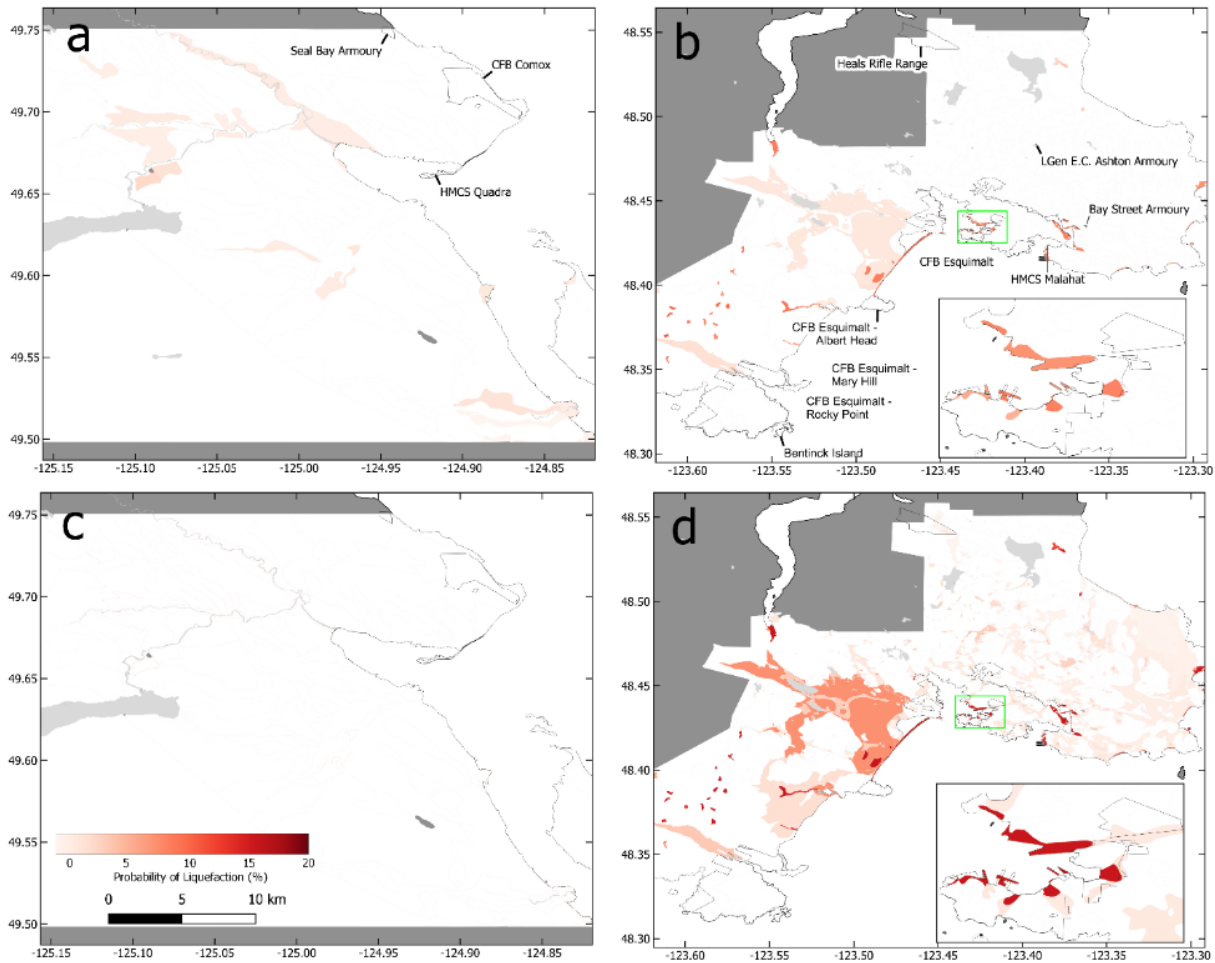 a
Seal Bay Armoury
CFB Comox
HMCS Quadra
49.75
49.70
49.65
49.60
49.55
49.50
-125.15 -125.10 -125.05 -125.00 -124.95 -124.90 -124.85
b
Heals Rifle Range
LGen E.C. Ashton Armoury
Bay Street Armoury
CFB Esquimalt
HMCS Malahat
CFB Esquimalt -
Albert Head
CFB Esquimalt -
Mary Hill
CFB Esquimalt -
Rocky Point
Bentinck Island
48.55
48.50
48.45
48.40
48.35
48.30
-123.60 -123.55 -123.50 -123.45 -123.40 -123.35 -123.30
c
49.75
49.70
49.65
49.60
49.55
49.50
0 5 10 15 20
Probability of Liquefaction (%)
0 5 10 km
-125.15 -125.10 -125.05 -125.00 -124.95 -124.90 -124.85
d
48.55
48.50
48.45
48.40
48.35
48.30
-123.60 -123.55 -123.50 -123.45 -123.40 -123.35 -123.30